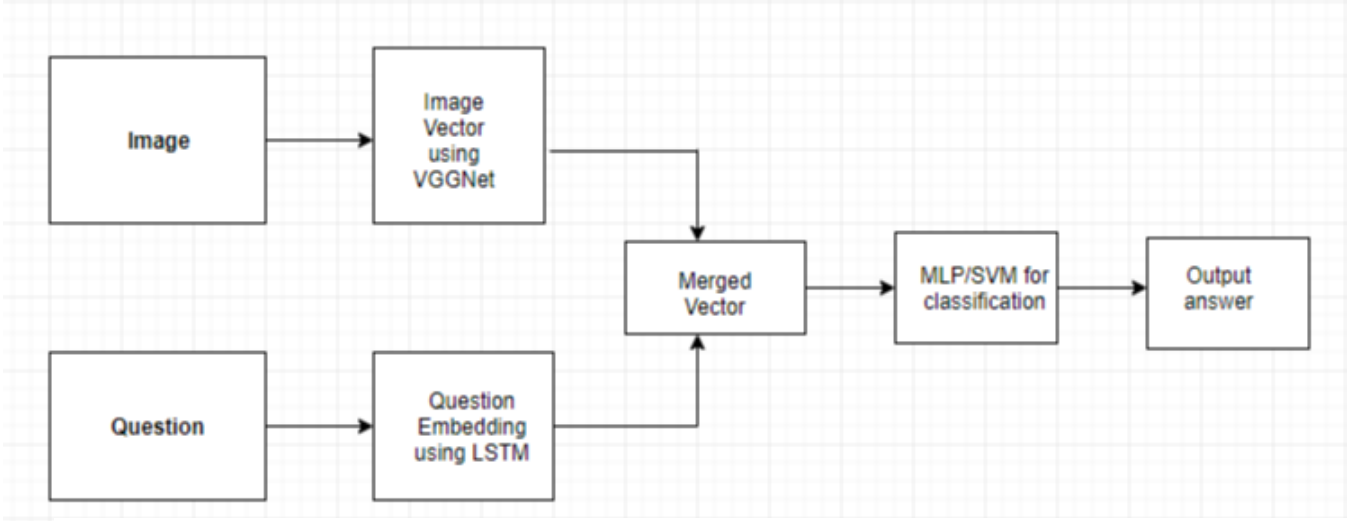 Image
Image
Vector
using
VGGNet
Merged
Vector
MLP/SVM for
classification
Output
answer
Question
Question
Embedding
using LSTM